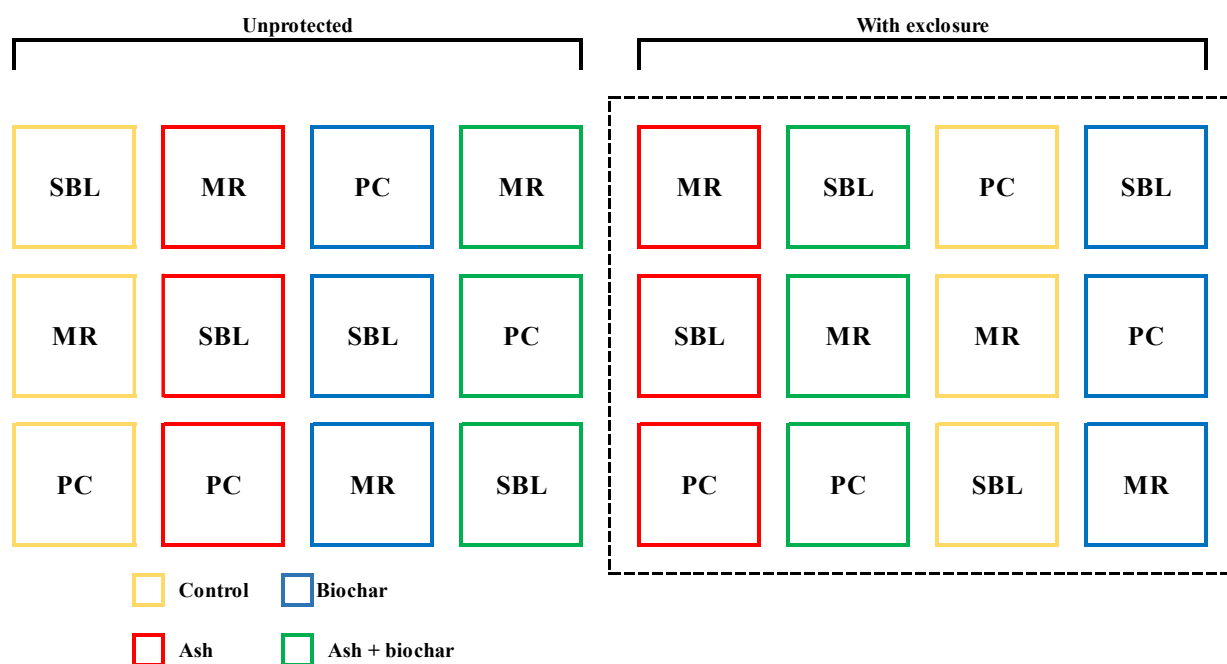 Unprotected With exclosure
SBL MR PC MR MR SBL PC SBL
MR SBL SBL PC SBL MR MR PC
PC PC MR SBL PC PC SBL MR
Control Biochar
Ash Ash + biochar